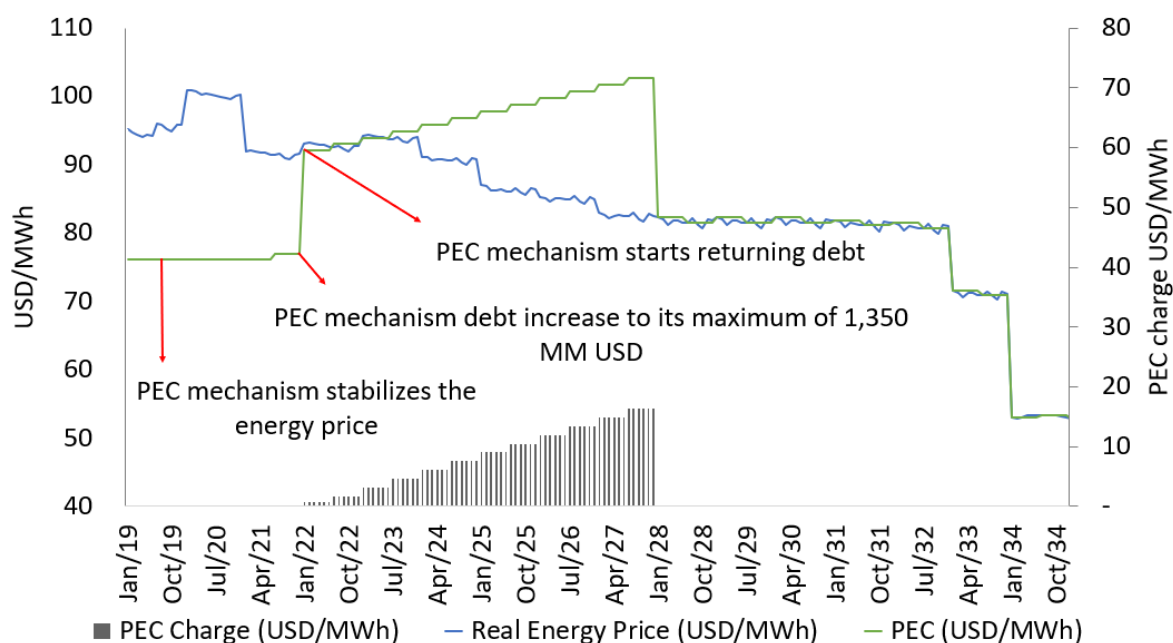 110
100
90
80
70
60
50
40
USD/MWh
80
70
60
50
40
30
20
10
-
PEC charge USD/MWh
PEC mechanism starts returning debt
PEC mechanism debt increase to its maximum of 1,350
MM USD
PEC mechanism stabilizes the
energy price
Jan/19
Oct/19
Jul/20
Apr/21
Jan/22
Oct/22
Jul/23
Apr/24
Jan/25
Oct/25
Jul/26
Apr/27
Jan/28
Oct/28
Jul/29
Apr/30
Jan/31
Oct/31
Jul/32
Apr/33
Jan/34
Oct/34
PEC Charge (USD/MWh)
Real Energy Price (USD/MWh)
PEC (USD/MWh)